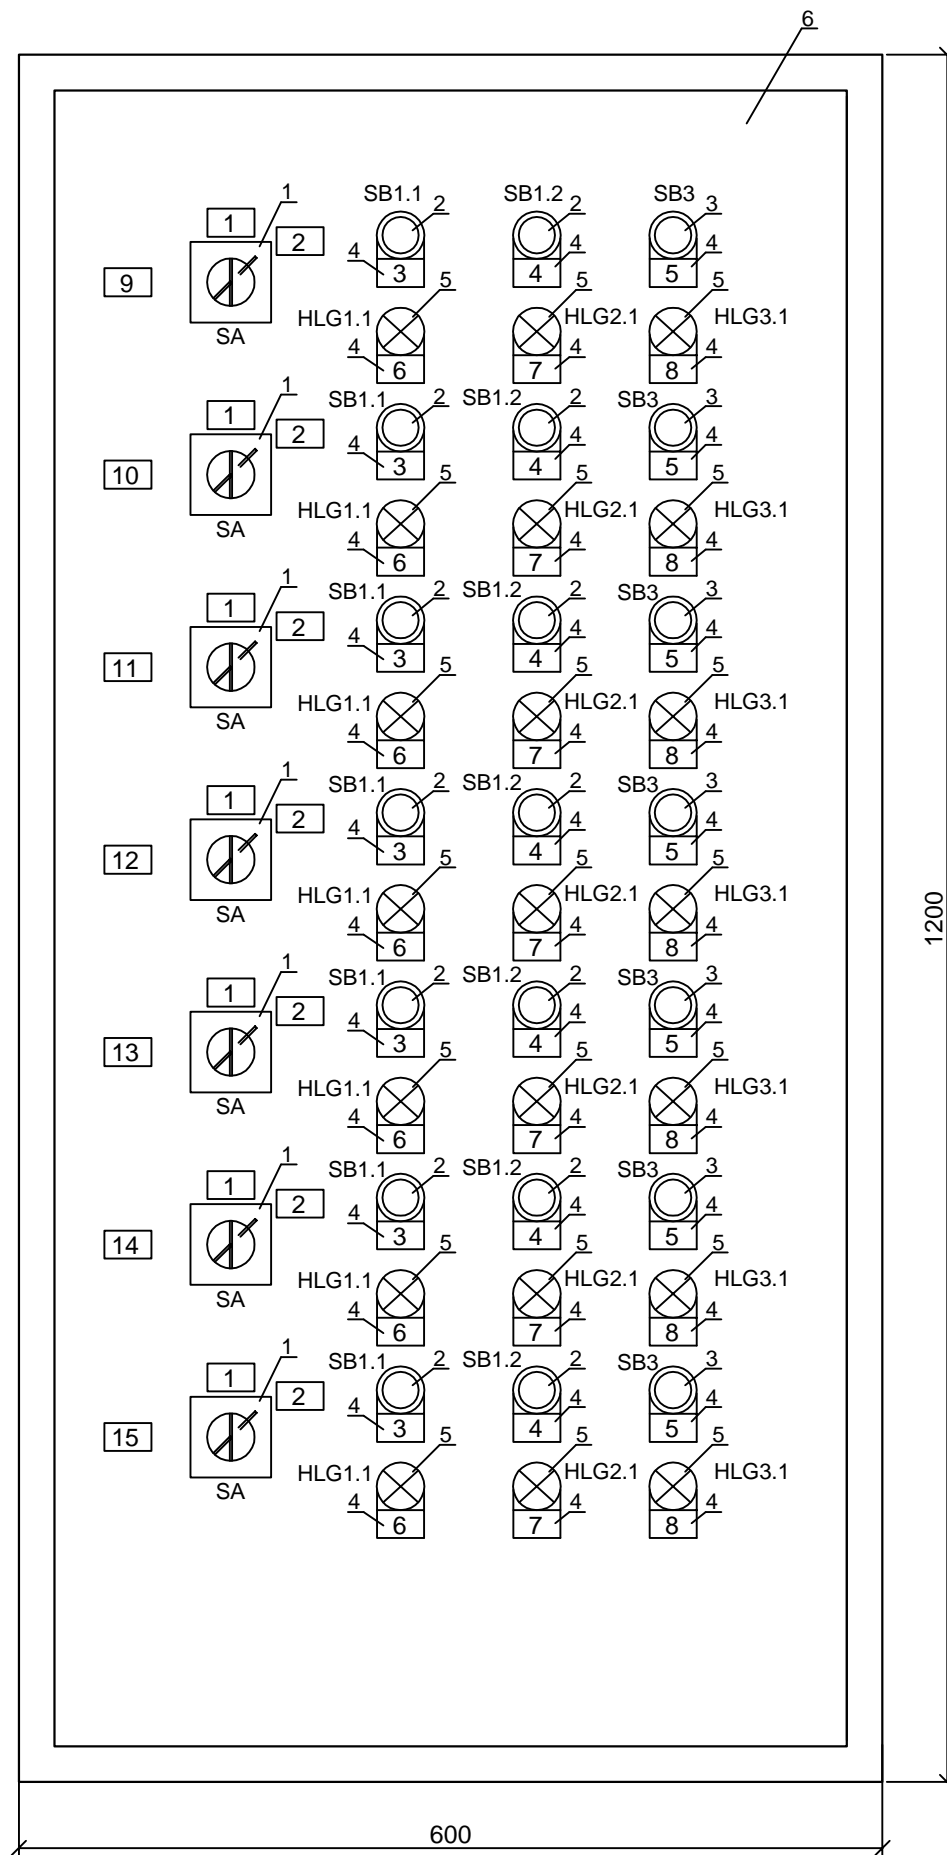 6
SB1.1 SB1.2 SB3
1 2 2 3
1 2 4 4 4 4
9 3 4 5
SA 5 5 5
HLG1.1 HLG2.1 HLG3.1
4 6 7 4 8 4
1 SB1.1 2 SB1.2 2 SB3 3
1 2 4 4 4 4
10 3 4 5
SA 5 5 5
HLG1.1 HLG2.1 HLG3.1
4 6 7 4 8 4
1 SB1.1 2 SB1.2 2 SB3 3
1 2 4 4 4 4
11 3 4 5
SA 5 5 5
HLG1.1 HLG2.1 HLG3.1
4 6 7 4 8 4
1 SB1.1 2 SB1.2 2 SB3 3
1 2 4 4 4 4
12 3 4 5
SA 5 5 5
HLG1.1 HLG2.1 HLG3.1
4 6 7 4 8 4
1200
1 SB1.1 2 SB1.2 2 SB3 3
1 2 4 4 4 4
13 3 4 5
SA 5 5 5
HLG1.1 HLG2.1 HLG3.1
4 6 7 4 8 4
1 SB1.1 2 SB1.2 2 SB3 3
1 2 4 4 4 4
14 3 4 5
SA 5 5 5
HLG1.1 HLG2.1 HLG3.1
4 6 7 4 8 4
1 SB1.1 2 SB1.2 2 SB3 3
1 2 4 4 4 4
15 3 4 5
SA 5 5 5
HLG1.1 HLG2.1 HLG3.1
4 6 7 4 8 4
600